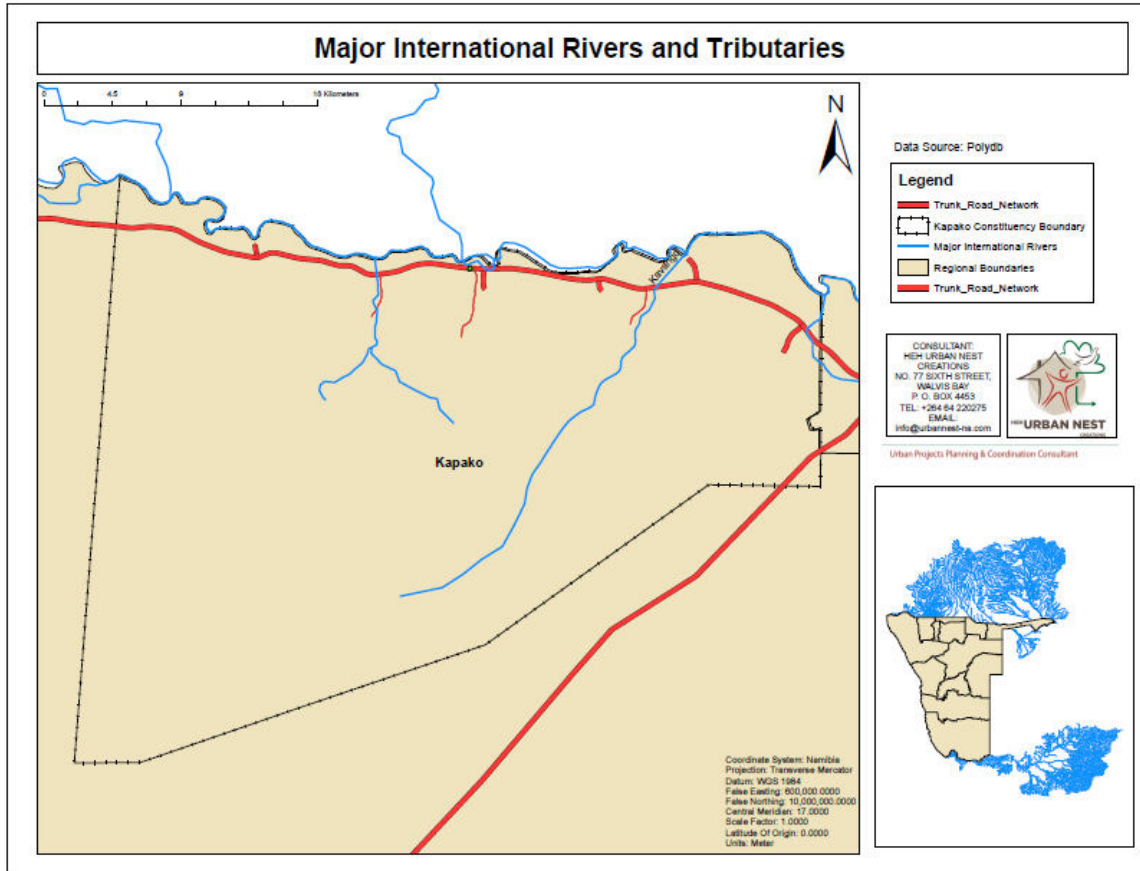 Major International Rivers and Tributaries
0 4.5 9 18 Kilometers
N
Kavango
Kapako
Coordinate System: Namibia
Projection: Transverse Mercator
Datum: WGS 1984
False Easting: 600,000.0000
False Northing: 10,000,000.0000
Central Meridian: 17.0000
Scale Factor: 1.0000
Latitude Of Origin: 0.0000
Units: Meter
Data Source: Polydb
Legend
Trunk_Road_Network
Kapako Constituency Boundary
Major International Rivers
Regional Boundaries
Trunk_Road_Network
CONSULTANT:
HEH URBAN NEST
CREATIONS
NO. 77 SIXTH STREET,
WALVIS BAY
P. O. BOX 4453
TEL: +264 64 220275
EMAIL:
info@urbannest-na.com
HEH URBAN NEST
CREATIONS
Urban Projects Planning & Coordination Consultant